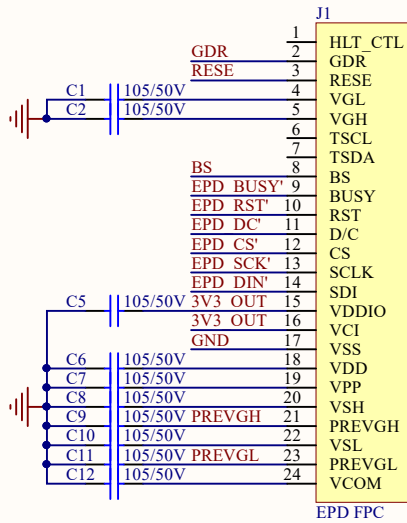 J1
1 HLT_CTL
GDR 2 GDR
RESE 3 RESE
C1 105/50V 4 VGL
C2 105/50V 5 VGH
6 TSCL
7 TSDA
BS 8 BS
EPD BUSY' 9 BUSY
EPD RST' 10 RST
EPD DC' 11 D/C
EPD CS' 12 CS
EPD SCK' 13 SCLK
EPD DIN' 14 SDI
C5 105/50V 3V3 OUT 15 VDDIO
3V3 OUT 16 VCI
GND 17 VSS
C6 105/50V 18 VDD
C7 105/50V 19 VPP
C8 105/50V 20 VSH
C9 105/50V PREVGH 21 PREVGH
C10 105/50V 22 VSL
C11 105/50V PREVGL 23 PREVGL
C12 105/50V 24 VCOM
EPD FPC